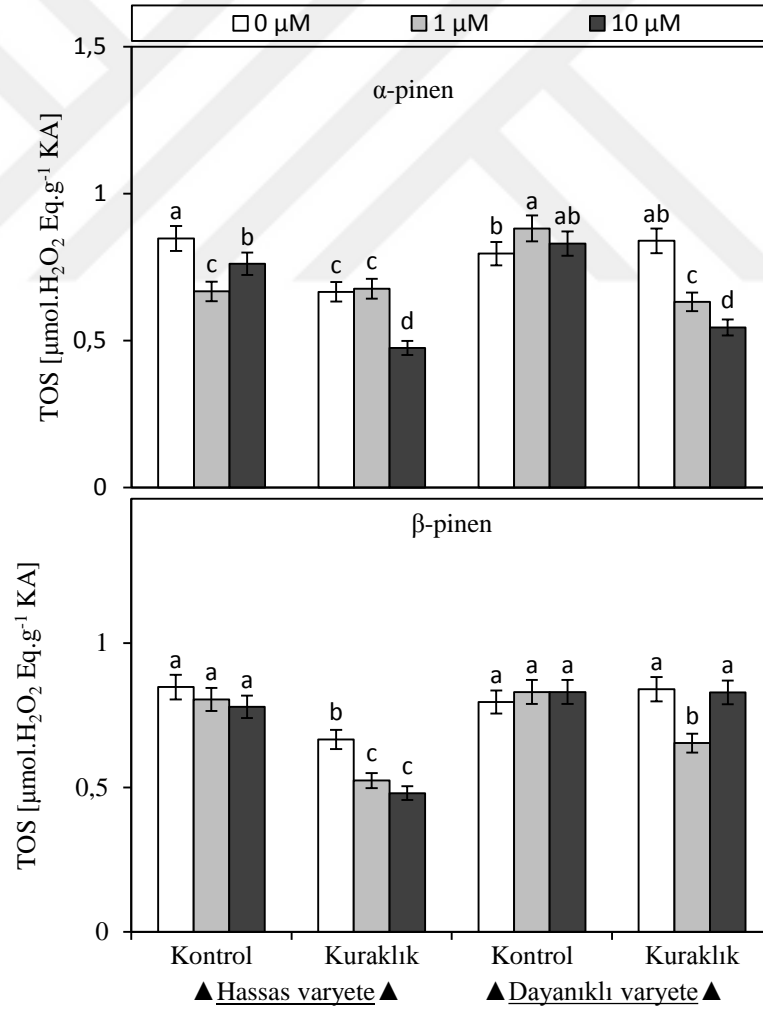 0 μM 1 μM 10 μM
α-pinen
TOS [μmol.H₂O₂ Eq.g⁻¹ KA]
1,5
1
0,5
0
a c b c c d b a ab ab c d
β-pinen
TOS [μmol.H₂O₂ Eq.g⁻¹ KA]
1
0,5
0
a a a b c c a a a a b a
Kontrol Kuraklık Kontrol Kuraklık
▲Hassas varyete▲ ▲Dayanıklı varyete▲